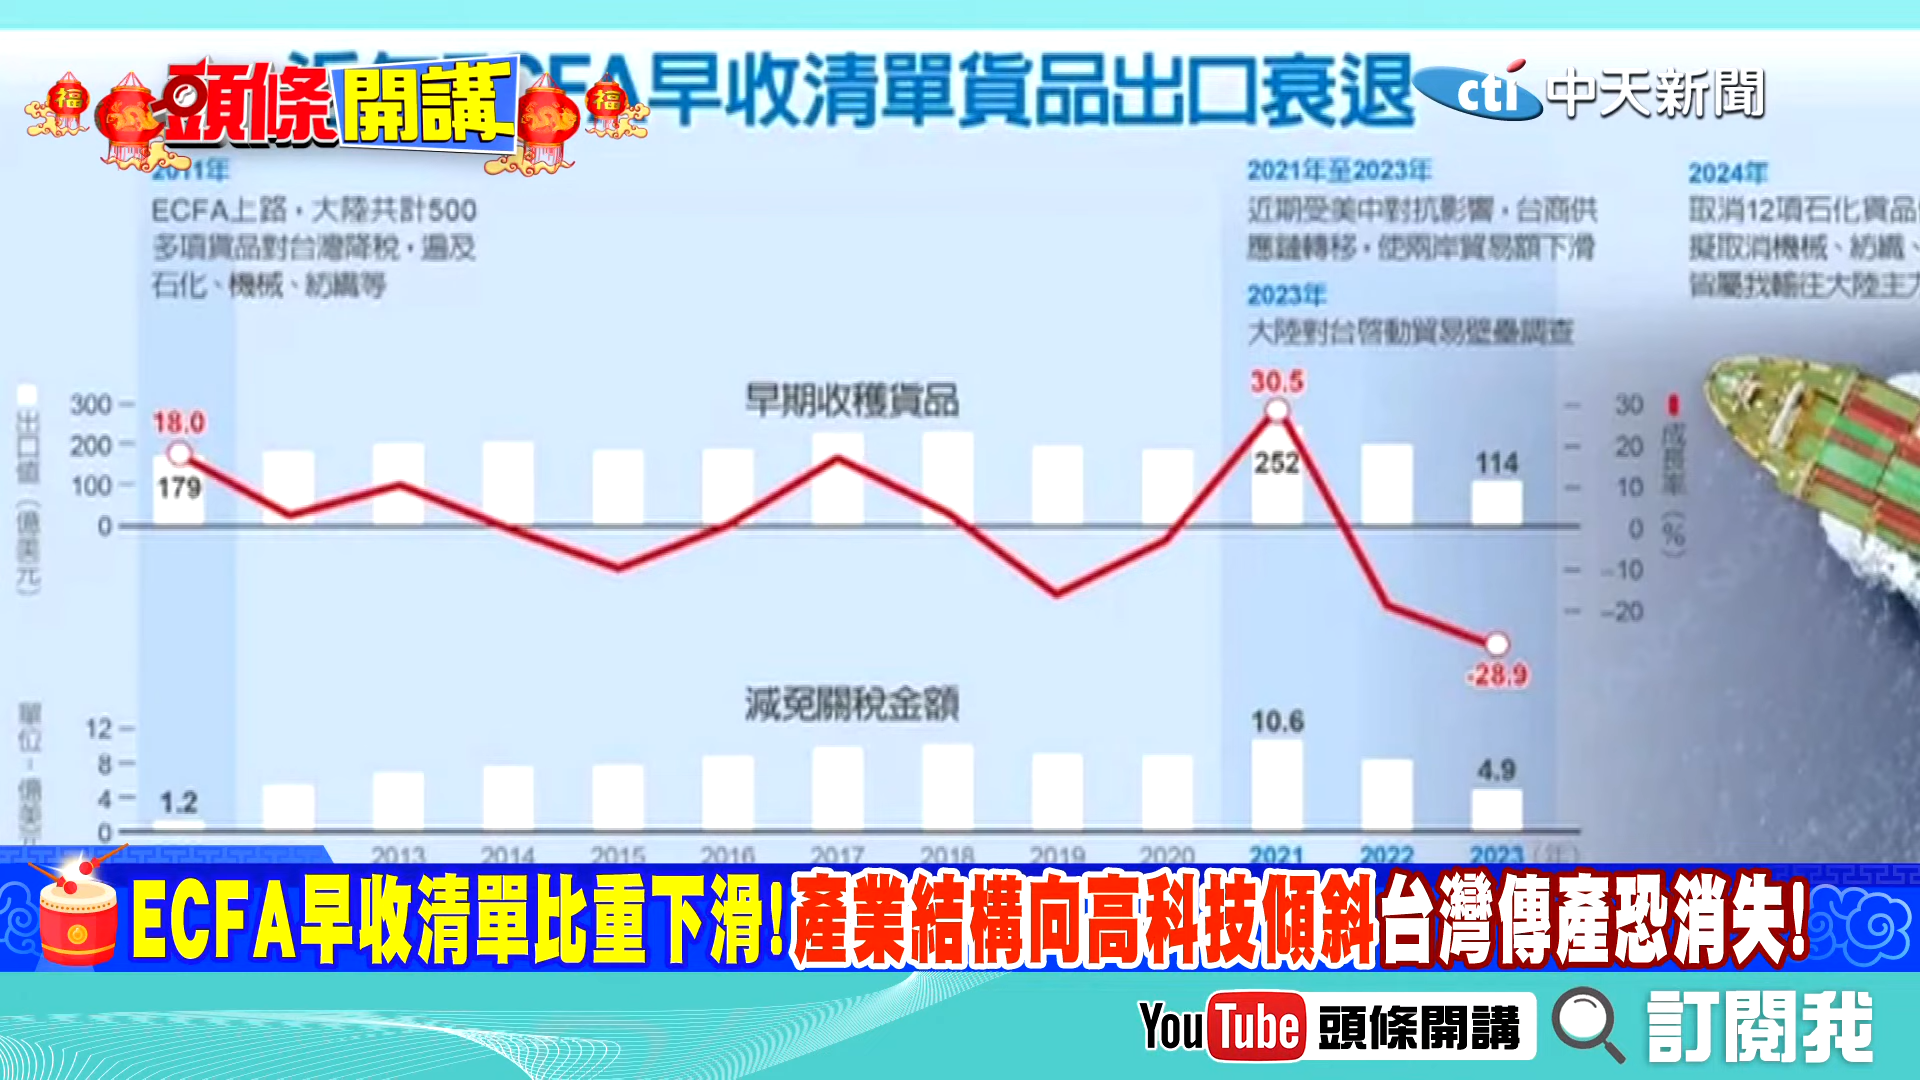 福
頭條開講
福
CFA早收清單貨品出口衰退
cti 中天新聞
2011年
ECFA上路，大陸共計500
多項貨品對台灣降稅，遍及
石化、機械、紡織等
2021年至2023年
近期受美中對抗影響，台商供
應鏈轉移，使兩岸貿易額下滑
2023年
大陸對台啓動貿易壁壘調查
2024年
取消12項石化貨品
擬取消機械、紡織、
皆屬我輸往大陸主力
早期收穫貨品
出口值（億美元）
300
200
100
0
18.0
179
30.5
252
114
-28.9
30
20
10
0
-10
-20
成長率（%）
減免關稅金額
單位：億美元
12
8
4
0
1.2
10.6
4.9
2013 2014 2015 2016 2017 2018 2019 2020 2021 2022 2023（年）
ECFA早收清單比重下滑!產業結構向高科技傾斜台灣傳產恐消失!
YouTube 頭條開講 訂閱我